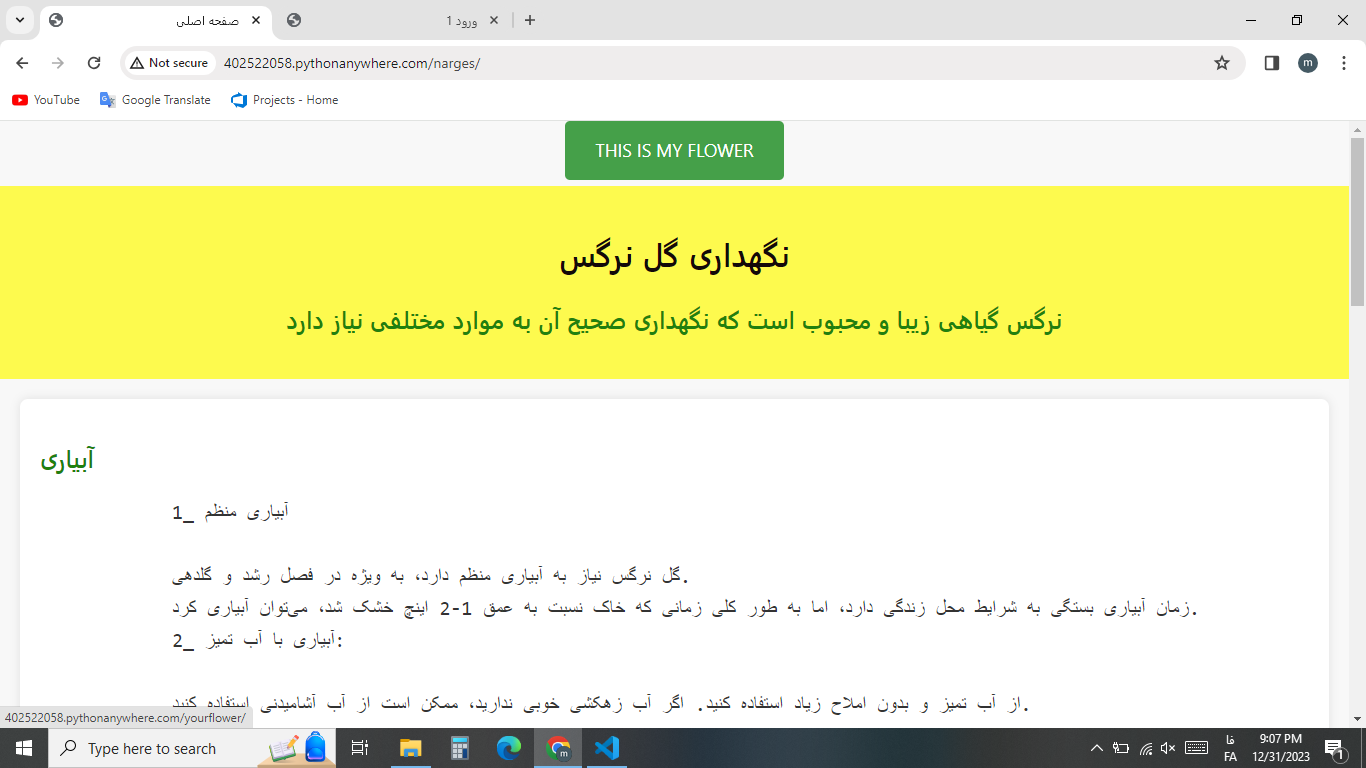 صفحه اصلی
ورود 1
Not secure
402522058.pythonanywhere.com/narges/
m
YouTube
Google Translate
Projects - Home
THIS IS MY FLOWER
نگهداری گل نرگس
نرگس گیاهی زیبا و محبوب است که نگهداری صحیح آن به موارد مختلفی نیاز دارد
آبیاری
1_ آبیاری منظم
گل نرگس نیاز به آبیاری منظم دارد، به ویژه در فصل رشد و گلدهی.
زمان آبیاری بستگی به شرایط محل زندگی دارد، اما به طور کلی زمانی که خاک نسبت به عمق 1-2 اینچ خشک شد، می‌توان آبیاری کرد.
2_ آبیاری با آب تمیز:
از آب تمیز و بدون املاح زیاد استفاده کنید. اگر آب زهکشی خوبی ندارید، ممکن است از آب آشامیدنی استفاده کنید.
402522058.pythonanywhere.com/yourflower/
Type here to search
m
فا
FA
9:07 PM
12/31/2023
1